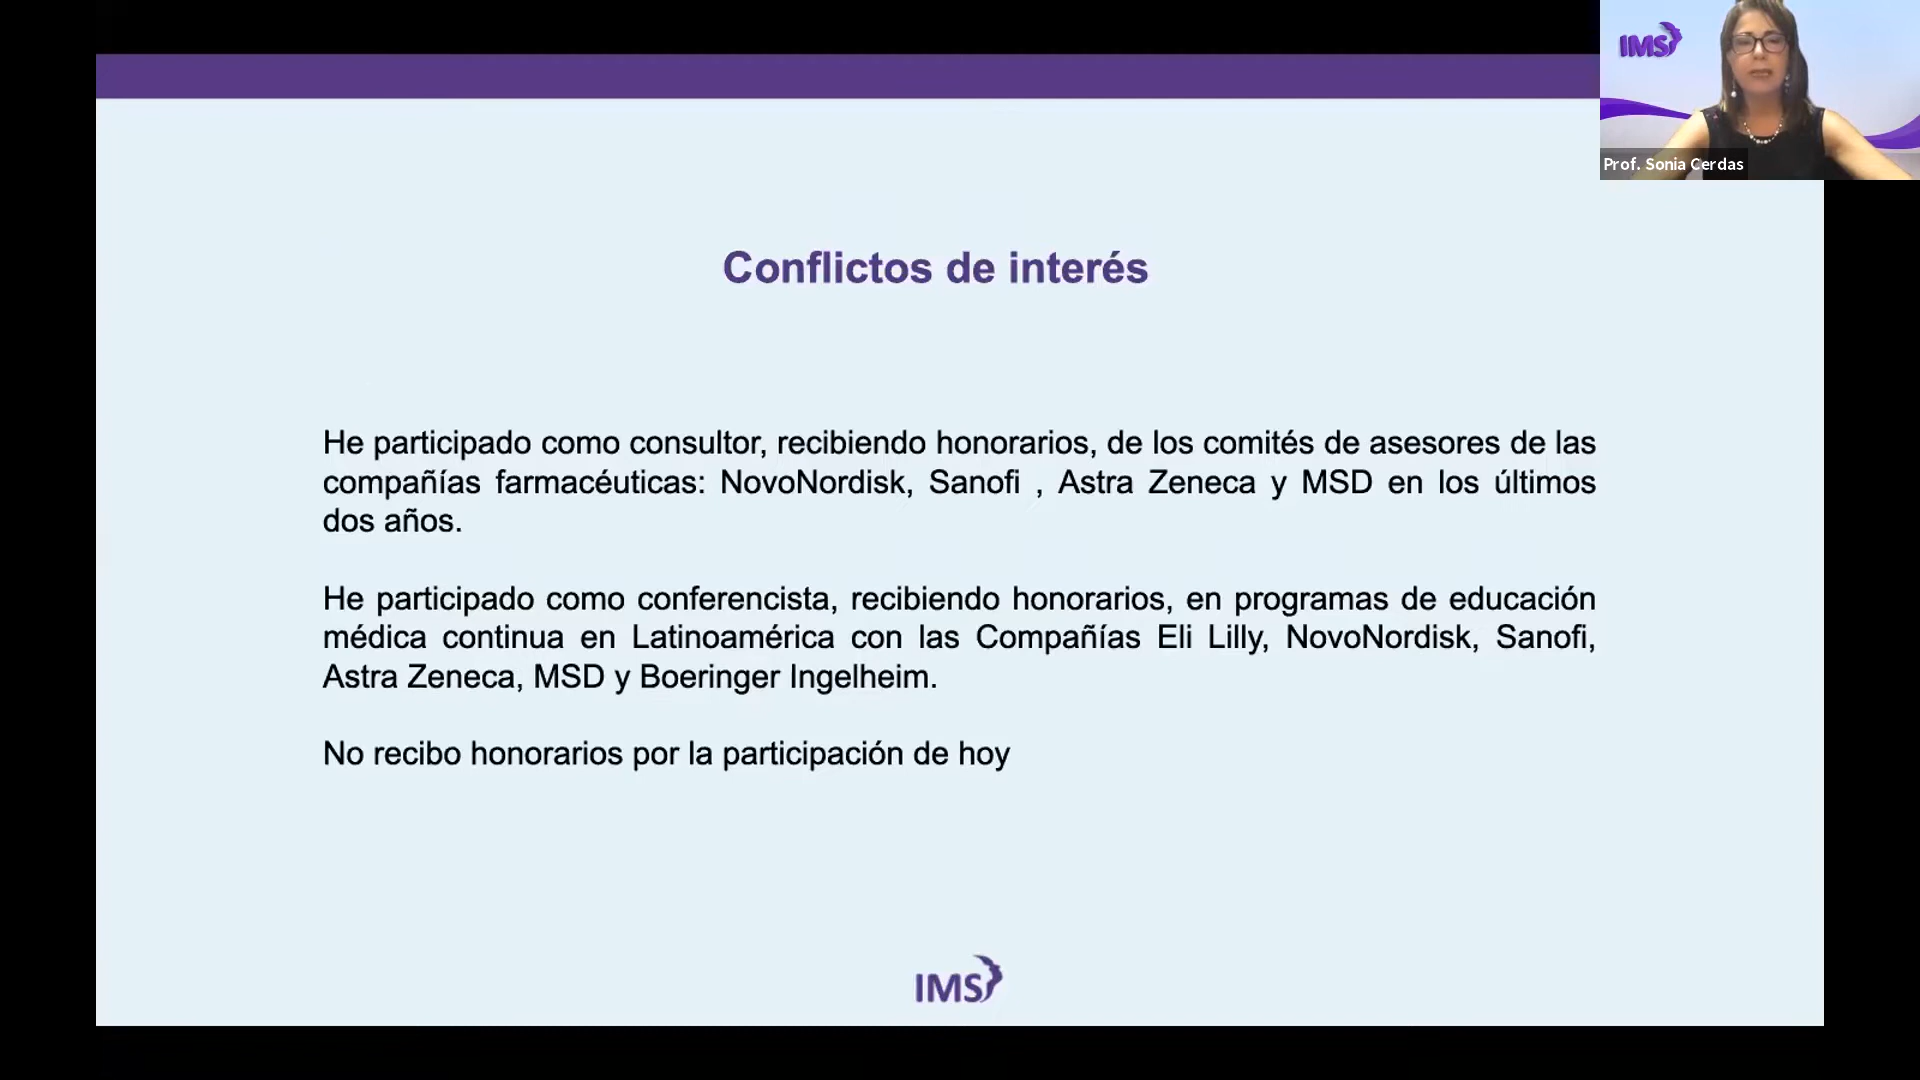 IMS
Prof. Sonia Cerdas
Conflictos de interés
He participado como consultor, recibiendo honorarios, de los comités de asesores de las
compañías farmacéuticas: NovoNordisk, Sanofi , Astra Zeneca y MSD en los últimos
dos años.
He participado como conferencista, recibiendo honorarios, en programas de educación
médica continua en Latinoamérica con las Compañías Eli Lilly, NovoNordisk, Sanofi,
Astra Zeneca, MSD y Boeringer Ingelheim.
No recibo honorarios por la participación de hoy
IMS